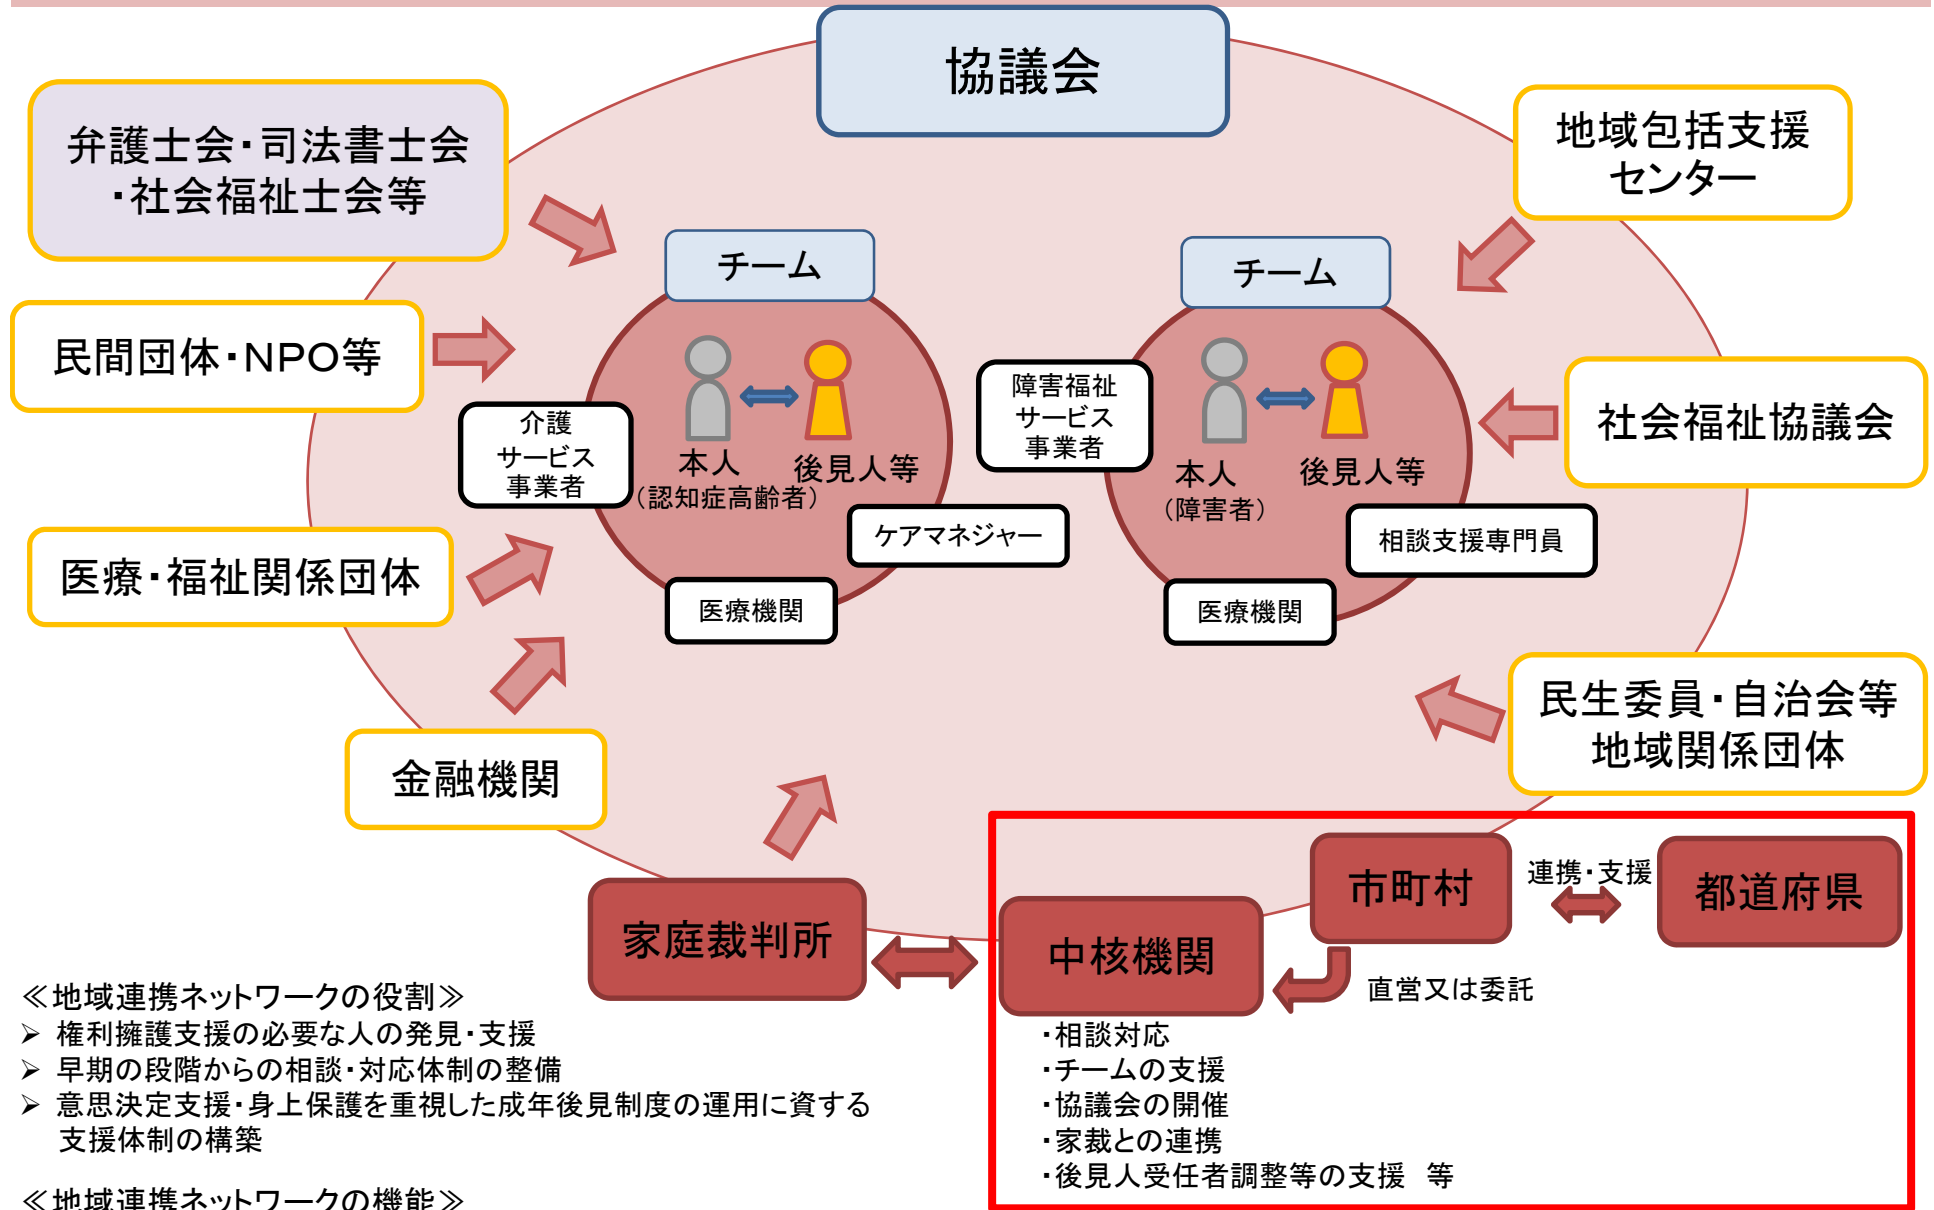 協議会
弁護士会・司法書士会
・社会福祉士会等
地域包括支援
センター
チーム
チーム
民間団体・NPO等
障害福祉
サービス
事業者
社会福祉協議会
介護
サービス
事業者
本人
(認知症高齢者)
後見人等
本人
(障害者)
後見人等
ケアマネジャー
相談支援専門員
医療・福祉関係団体
医療機関
医療機関
民生委員・自治会等
地域関係団体
金融機関
市町村
連携・支援
都道府県
家庭裁判所
中核機関
直営又は委託
・相談対応
・チームの支援
・協議会の開催
・家裁との連携
・後見人受任者調整等の支援 等
≪地域連携ネットワークの役割≫
➢ 権利擁護支援の必要な人の発見・支援
➢ 早期の段階からの相談・対応体制の整備
➢ 意思決定支援・身上保護を重視した成年後見制度の運用に資する
支援体制の構築
≪地域連携ネットワークの機能≫